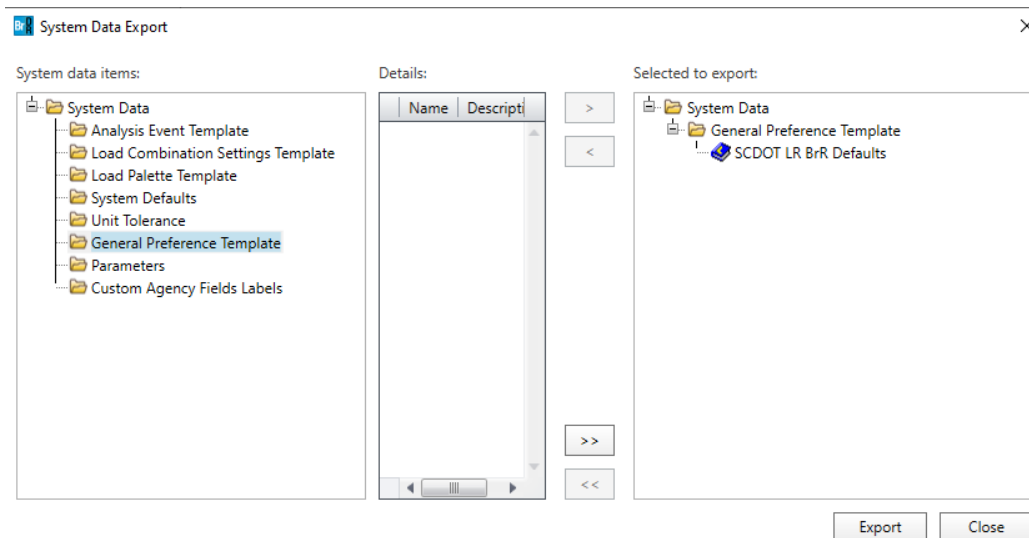 Br DR System Data Export
System data items:
Details:
Selected to export:
System Data
Analysis Event Template
Load Combination Settings Template
Load Palette Template
System Defaults
Unit Tolerance
General Preference Template
Parameters
Custom Agency Fields Labels
Name Descripti
>
<
>>
<<
System Data
General Preference Template
SCDOT LR BrR Defaults
Export Close